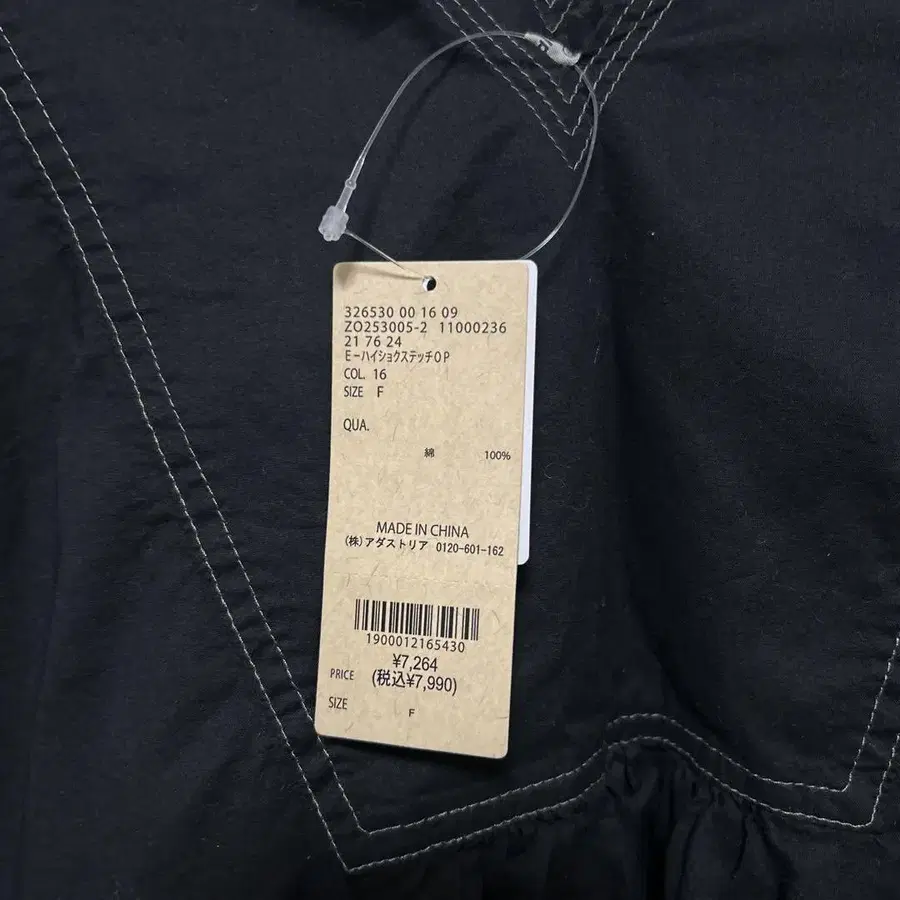 326530 00 16 09
ZO253005-2 11000236
21 76 24
E－ハイショクステッチOP
COL. 16
SIZE F
QUA.
綿 100%
MADE IN CHINA
(株)アダストリア 0120-601-162
1900012165430
¥7,264
PRICE (税込¥7,990)
SIZE F